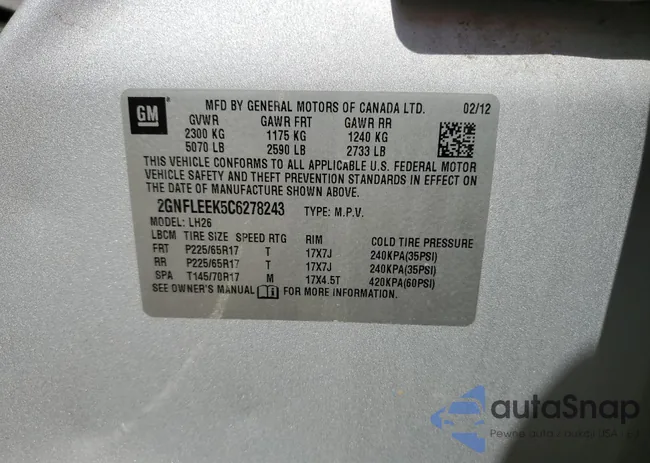 GM
MFD BY GENERAL MOTORS OF CANADA LTD. 02/12
GVWR GAWR FRT GAWR RR
2300 KG 1175 KG 1240 KG
5070 LB 2590 LB 2733 LB
THIS VEHICLE CONFORMS TO ALL APPLICABLE U.S. FEDERAL MOTOR
VEHICLE SAFETY AND THEFT PREVENTION STANDARDS IN EFFECT ON
THE DATE OF MANUFACTURE SHOWN ABOVE.
2GNFLEEK5C6278243 TYPE: M.P.V.
MODEL: LH26
LBCM TIRE SIZE SPEED RTG RIM COLD TIRE PRESSURE
FRT P225/65R17 T 17X7J 240KPA(35PSI)
RR P225/65R17 T 17X7J 240KPA(35PSI)
SPA T145/70R17 M 17X4.5T 420KPA(60PSI)
SEE OWNER'S MANUAL FOR MORE INFORMATION.
autoSnap
Pewne auto z aukcji USA